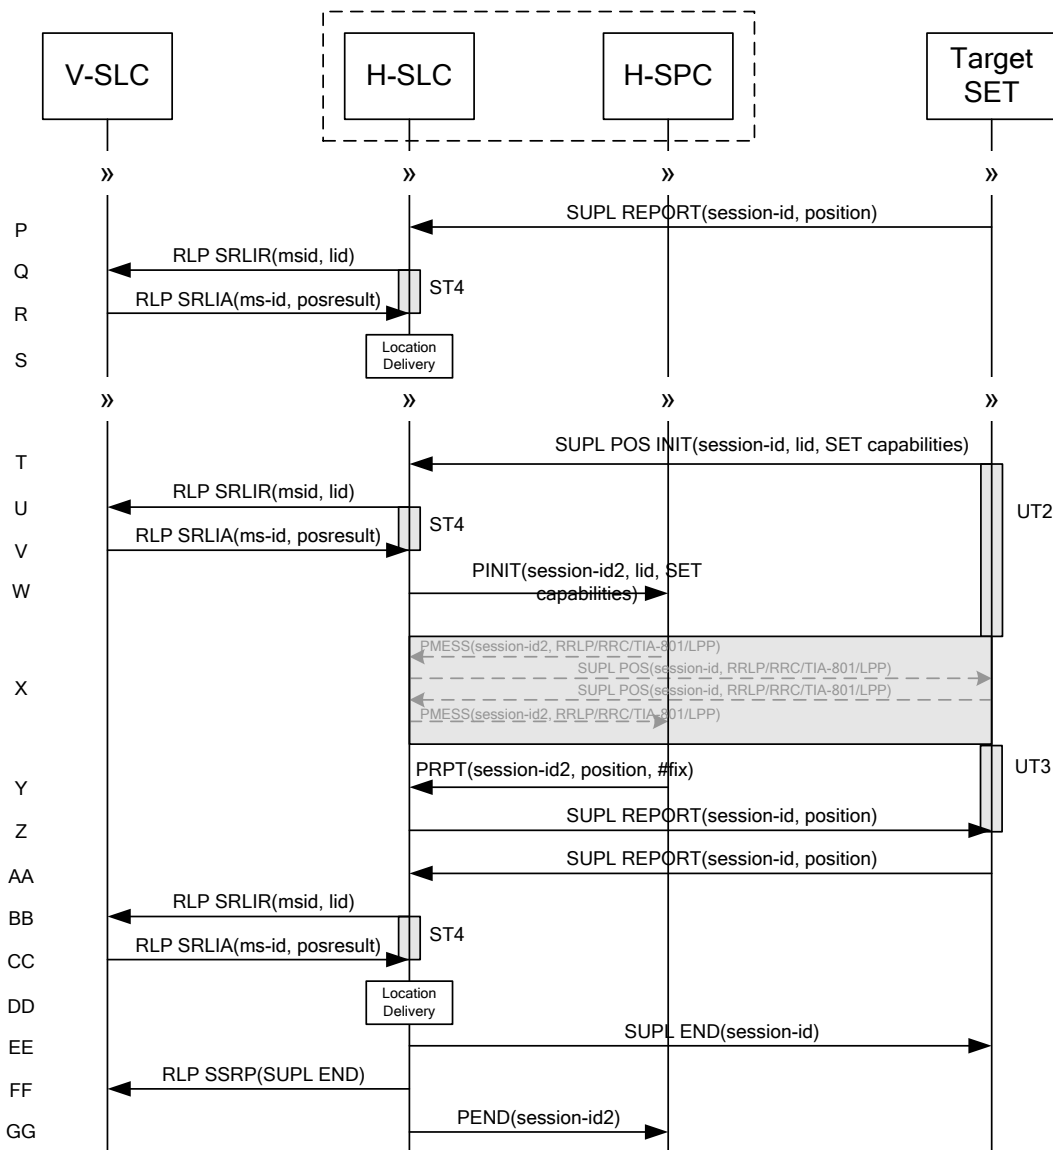 V-SLC
H-SLC
H-SPC
Target
SET
»
»
»
»
P
SUPL REPORT(session-id, position)
Q
RLP SRLIR(msid, lid)
ST4
R
RLP SRLIA(ms-id, posresult)
S
Location
Delivery
»
»
»
»
T
SUPL POS INIT(session-id, lid, SET capabilities)
U
RLP SRLIR(msid, lid)
ST4
UT2
V
RLP SRLIA(ms-id, posresult)
W
PINIT(session-id2, lid, SET
capabilities)
X
PMESS(session-id2, RRLP/RRC/TIA-801/LPP)
SUPL POS(session-id, RRLP/RRC/TIA-801/LPP)
SUPL POS(session-id, RRLP/RRC/TIA-801/LPP)
PMESS(session-id2, RRLP/RRC/TIA-801/LPP)
Y
PRPT(session-id2, position, #fix)
UT3
Z
SUPL REPORT(session-id, position)
AA
SUPL REPORT(session-id, position)
BB
RLP SRLIR(msid, lid)
ST4
CC
RLP SRLIA(ms-id, posresult)
DD
Location
Delivery
EE
SUPL END(session-id)
FF
RLP SSRP(SUPL END)
GG
PEND(session-id2)